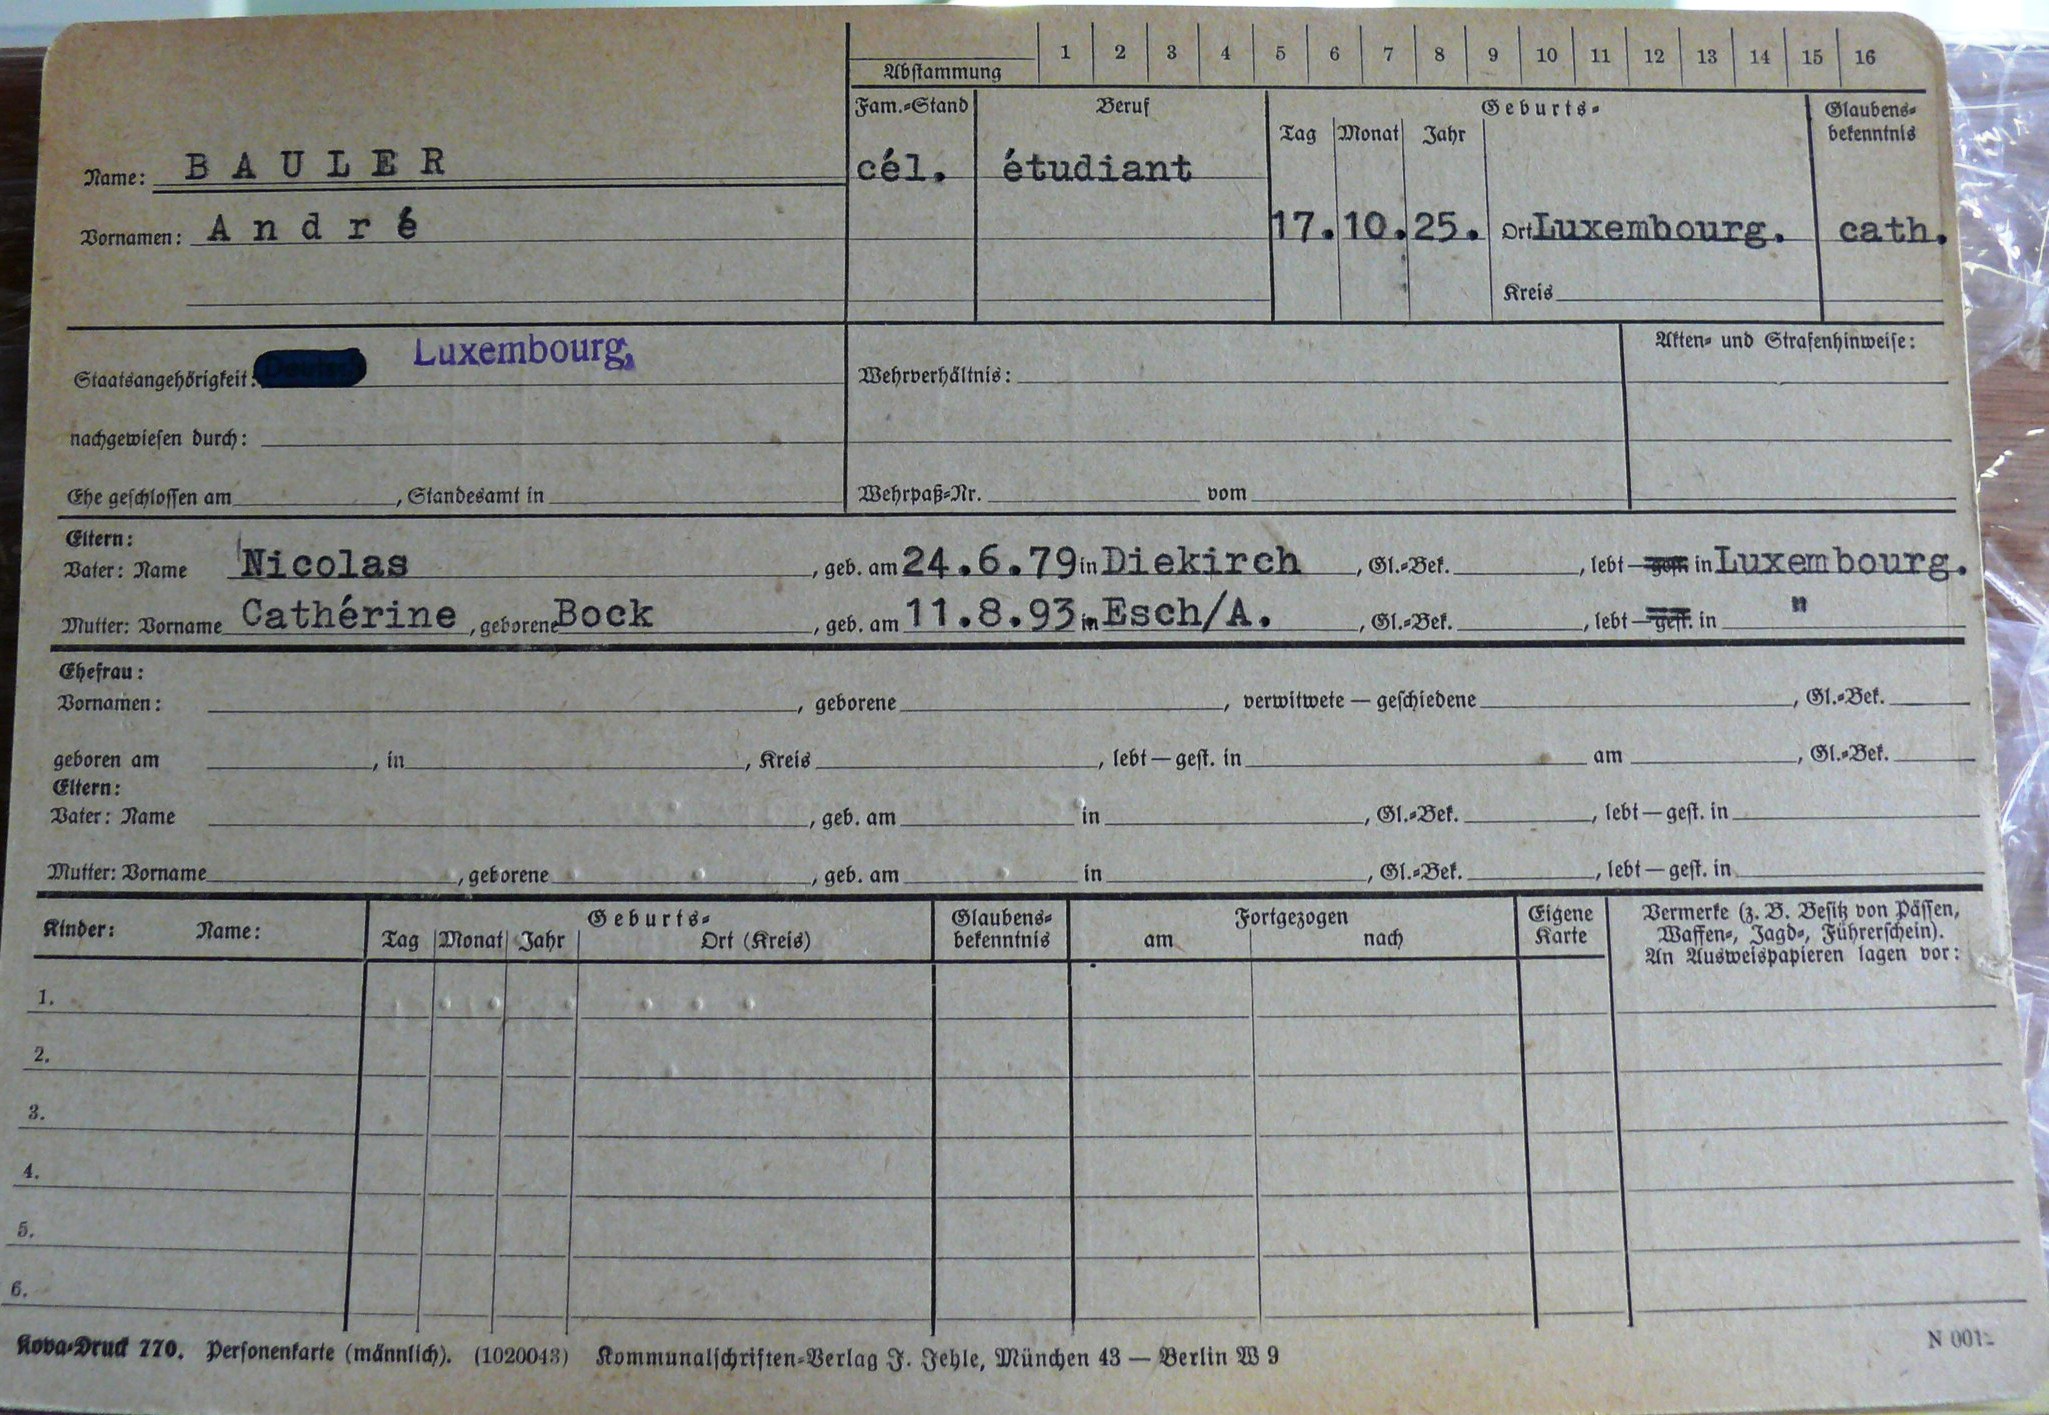 Abstammung 1 2 3 4 5 6 7 8 9 10 11 12 13 14 15 16
Fam.=Stand Beruf Geburts= Glaubens=
Tag Monat Jahr bekenntnis
Name: BAULER cél. étudiant
Vornamen: André 17. 10. 25. Ort Luxembourg. cath.
Kreis
Staatsangehörigkeit: Deutsch Luxembourg, Wehrverhältnis: Akten= und Strafenhinweise:
nachgewiesen durch:
Ehe geschlossen am , Standesamt in Wehrpaß=Nr. vom
Eltern:
Vater: Name Nicolas , geb. am 24.6.79 in Diekirch , Gl.=Bek. , lebt — gest. in Luxembourg.
Mutter: Vorname Cathérine , geborene Bock , geb. am 11.8.93. in Esch/A. , Gl.=Bek. , lebt — gest. in "
Ehefrau:
Vornamen: , geborene , verwitwete — geschiedene , Gl.=Bek.
geboren am , in , Kreis , lebt — gest. in am , Gl.=Bek.
Eltern:
Vater: Name , geb. am in , Gl.=Bek. , lebt — gest. in
Mutter: Vorname , geborene , geb. am in , Gl.=Bek. , lebt — gest. in
Kinder: Name: Geburts= Glaubens= Fortgezogen Eigene Vermerke (z. B. Besitz von Pässen,
Tag Monat Jahr Ort (Kreis) bekenntnis am nach Karte Waffen=, Jagd=, Führerschein).
An Ausweispapieren lagen vor:
1.
2.
3.
4.
5.
6.
Kova=Druck 770. Personenkarte (männlich). (1020043) Kommunalschriften=Verlag J. Jehle, München 43 — Berlin W 9